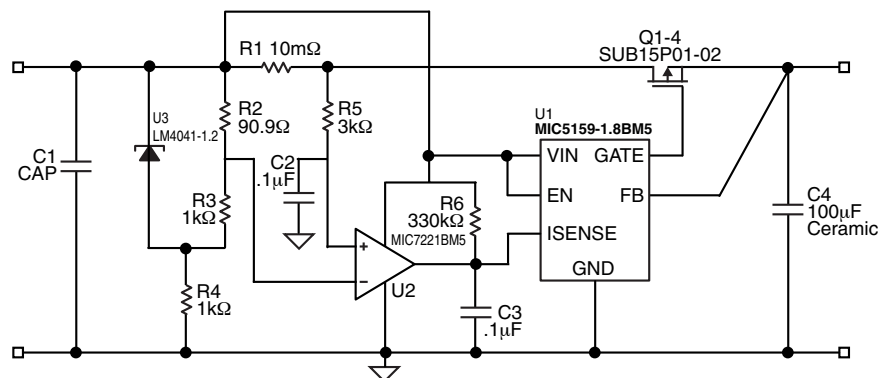 R1 10mΩ
Q1-4
SUB15P01-02
U3
LM4041-1.2
R2
90.9Ω
R5
3kΩ
U1
MIC5159-1.8BM5
C1
CAP
C2
.1μF
VIN
GATE
EN
FB
ISENSE
GND
R3
1kΩ
R6
330kΩ
MIC7221BM5
+
–
U2
C4
100μF
Ceramic
R4
1kΩ
C3
.1μF